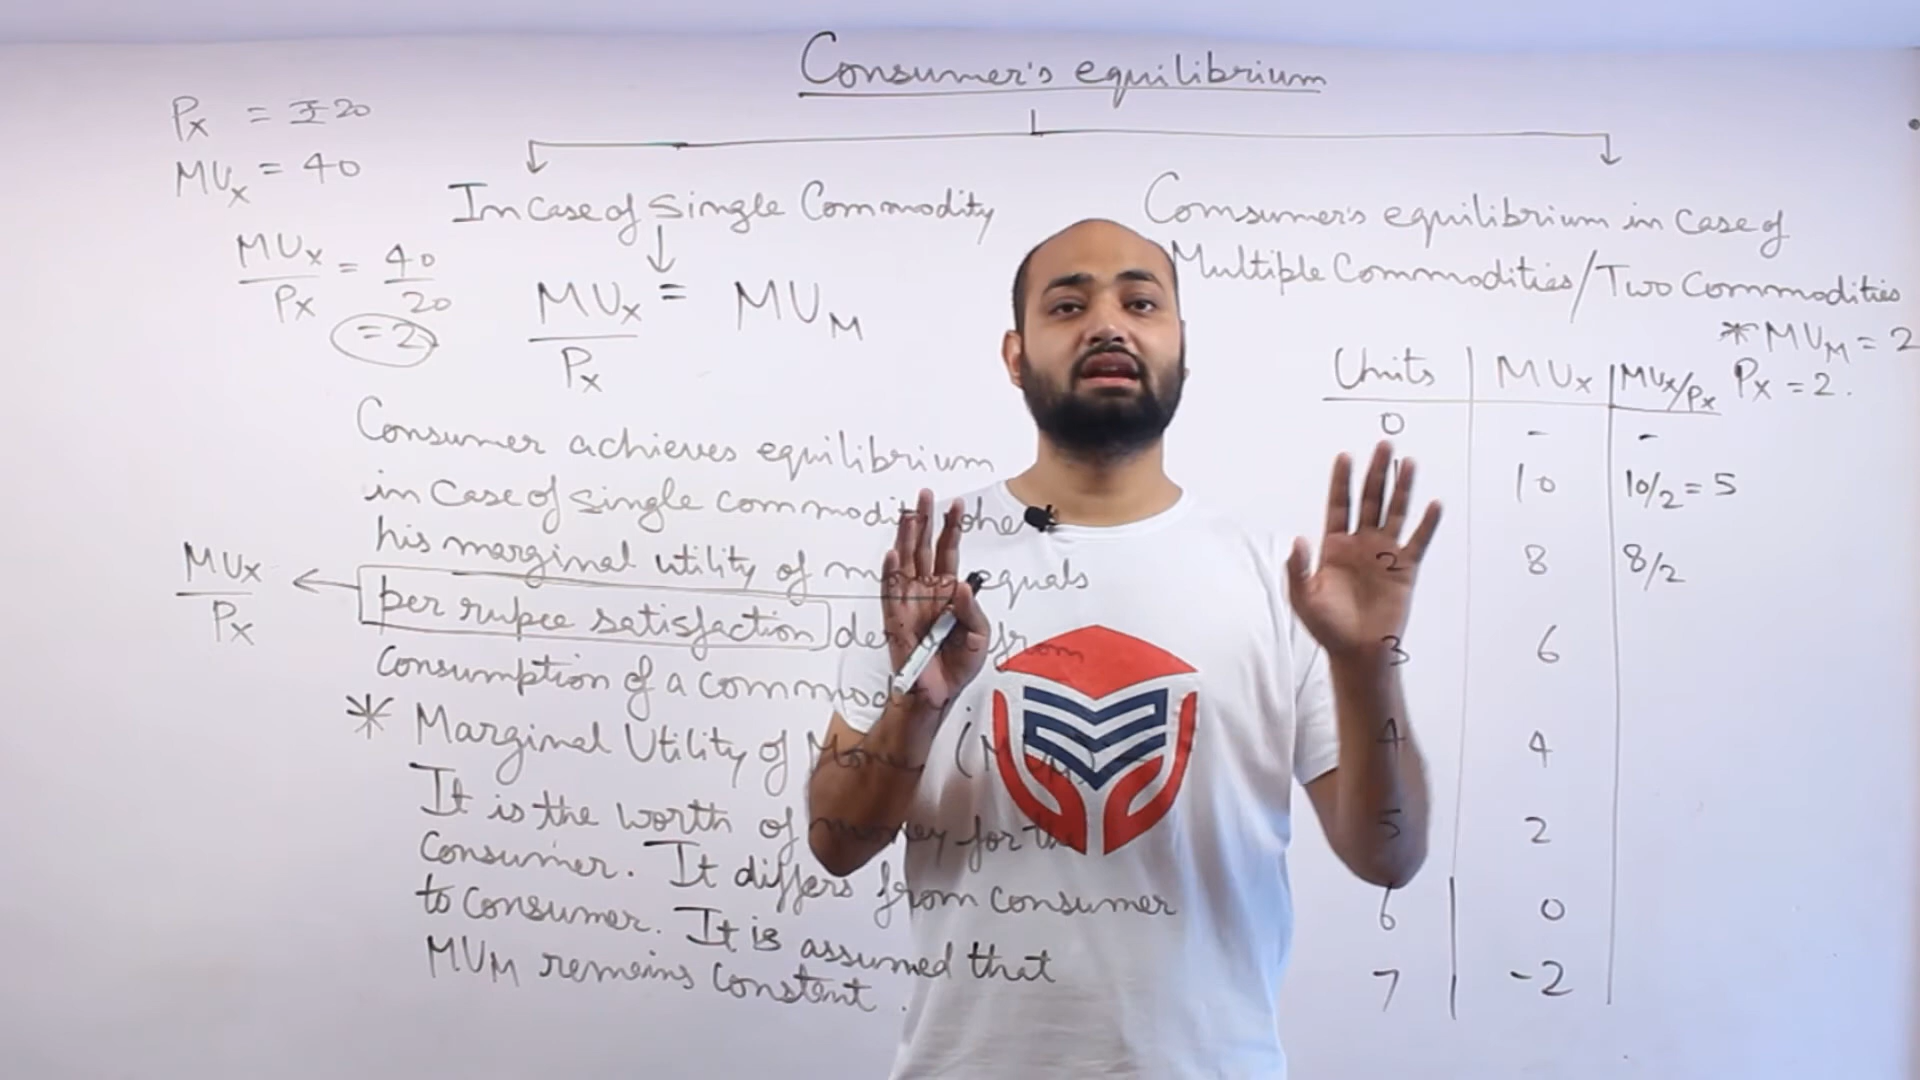 Consumer's equilibrium
Px = ₹20
MUx = 40
MUx/Px = 40/20
= 2
In Case of Single Commodity
MUx/Px = MUM
Consumer achieves equilibrium
in Case of Single commodity when
his marginal utility of money equals
per rupee satisfaction derived from
Consumption of a commodity.
MUx/Px
* Marginal Utility of Money (MUM) -
It is the worth of money for the
Consumer. It differs from consumer
to consumer. It is assumed that
MUM remains Constent.
Comsumer's equilibrium in Case of
Multiple Commodities/Two Commodities
* MUM = 2
Px = 2.
Units MUx MUx/Px
0 - -
1 10 10/2 = 5
2 8 8/2
3 6
4 4
5 2
6 0
7 -2